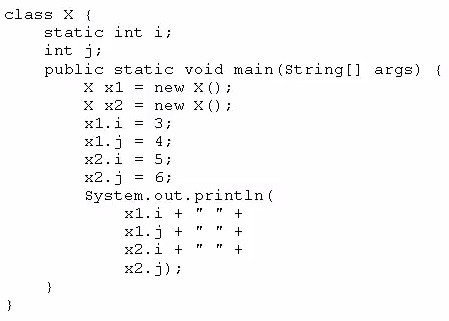 class X {
    static int i;
    int j;
    public static void main(String[] args) {
        X x1 = new X();
        X x2 = new X();
        x1.i = 3;
        x1.j = 4;
        x2.i = 5;
        x2.j = 6;
        System.out.println(
            x1.i + " " +
            x1.j + " " +
            x2.i + " " +
            x2.j);
    }
}